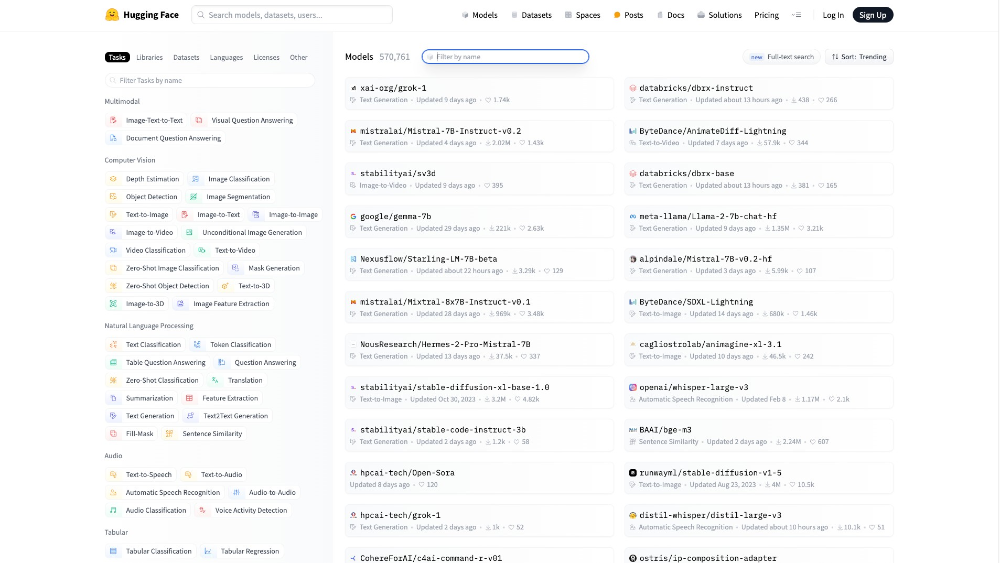 Hugging Face
Search models, datasets, users...
Models
Datasets
Spaces
Posts
Docs
Solutions
Pricing
Log In
Sign Up
Tasks
Libraries
Datasets
Languages
Licenses
Other
Filter Tasks by name
Multimodal
Image-Text-to-Text
Visual Question Answering
Document Question Answering
Computer Vision
Depth Estimation
Image Classification
Object Detection
Image Segmentation
Text-to-Image
Image-to-Text
Image-to-Image
Image-to-Video
Unconditional Image Generation
Video Classification
Text-to-Video
Zero-Shot Image Classification
Mask Generation
Zero-Shot Object Detection
Text-to-3D
Image-to-3D
Image Feature Extraction
Natural Language Processing
Text Classification
Token Classification
Table Question Answering
Question Answering
Zero-Shot Classification
Translation
Summarization
Feature Extraction
Text Generation
Text2Text Generation
Fill-Mask
Sentence Similarity
Audio
Text-to-Speech
Text-to-Audio
Automatic Speech Recognition
Audio-to-Audio
Audio Classification
Voice Activity Detection
Tabular
Tabular Classification
Tabular Regression
Models 570,761
Filter by name
new Full-text search
Sort: Trending
xai-org/grok-1
Text Generation • Updated 9 days ago • 1.74k
databricks/dbrx-instruct
Text Generation • Updated about 13 hours ago • 438 • 266
mistralai/Mistral-7B-Instruct-v0.2
Text Generation • Updated 4 days ago • 2.02M • 1.43k
ByteDance/AnimateDiff-Lightning
Text-to-Video • Updated 7 days ago • 57.9k • 344
stabilityai/sv3d
Image-to-Video • Updated 9 days ago • 395
databricks/dbrx-base
Text Generation • Updated about 13 hours ago • 381 • 165
google/gemma-7b
Text Generation • Updated 29 days ago • 221k • 2.63k
meta-llama/Llama-2-7b-chat-hf
Text Generation • Updated 9 days ago • 1.35M • 3.21k
Nexusflow/Starling-LM-7B-beta
Text Generation • Updated about 22 hours ago • 3.29k • 129
alpindale/Mistral-7B-v0.2-hf
Text Generation • Updated 3 days ago • 5.99k • 107
mistralai/Mixtral-8x7B-Instruct-v0.1
Text Generation • Updated 28 days ago • 969k • 3.48k
ByteDance/SDXL-Lightning
Text-to-Image • Updated 14 days ago • 680k • 1.46k
NousResearch/Hermes-2-Pro-Mistral-7B
Text Generation • Updated 13 days ago • 37.5k • 337
cagliostrolab/animagine-xl-3.1
Text-to-Image • Updated 10 days ago • 46.5k • 242
stabilityai/stable-diffusion-xl-base-1.0
Text-to-Image • Updated Oct 30, 2023 • 3.2M • 4.82k
openai/whisper-large-v3
Automatic Speech Recognition • Updated Feb 8 • 1.17M • 2.1k
stabilityai/stable-code-instruct-3b
Text Generation • Updated 2 days ago • 1.2k • 58
BAAI/bge-m3
Sentence Similarity • Updated 2 days ago • 2.24M • 607
hpcai-tech/Open-Sora
Updated 8 days ago • 120
runwayml/stable-diffusion-v1-5
Text-to-Image • Updated Aug 23, 2023 • 4M • 10.5k
hpcai-tech/grok-1
Text Generation • Updated 2 days ago • 1k • 52
distil-whisper/distil-large-v3
Automatic Speech Recognition • Updated about 10 hours ago • 10.1k • 51
CohereForAI/c4ai-command-r-v01
ostris/ip-composition-adapter